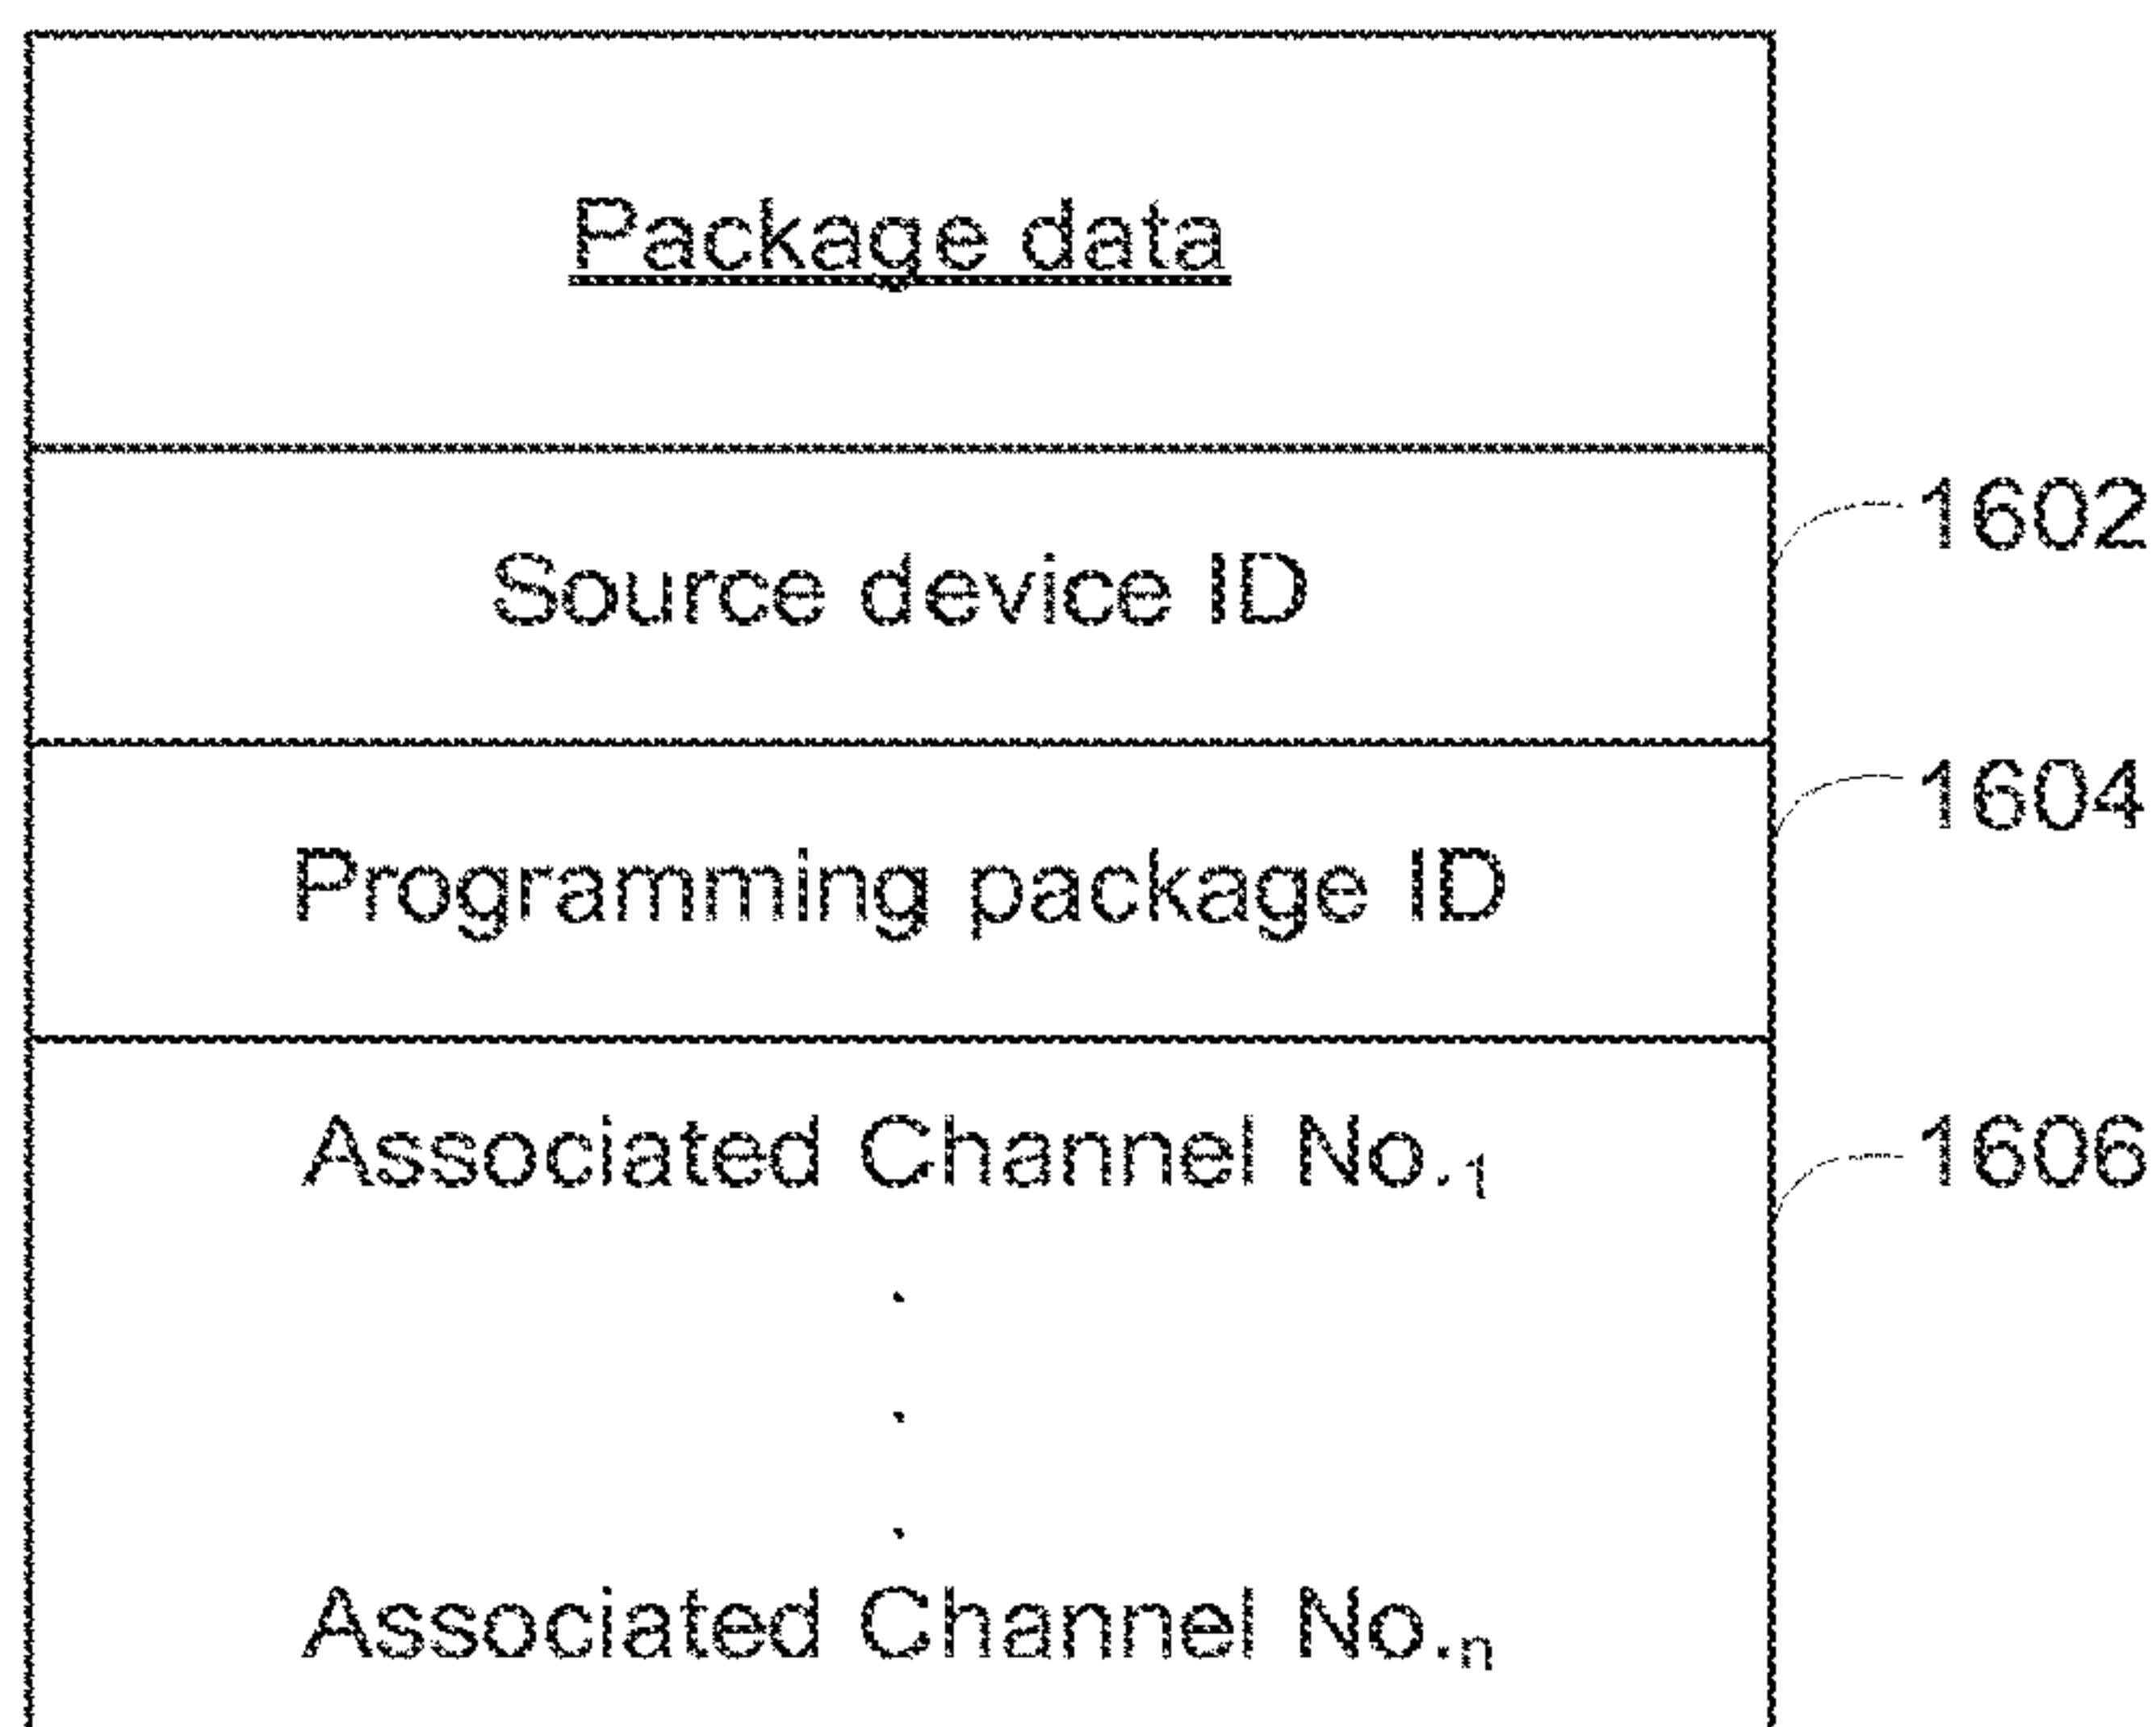 Package data
Source device ID
1602
Programming package ID
1604
Associated Channel No.₁
1606
.
.
.
Associated Channel No.ₙ